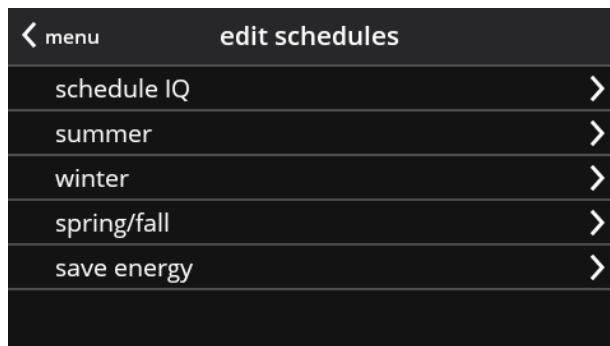 menu edit schedules
schedule IQ
summer
winter
spring/fall
save energy